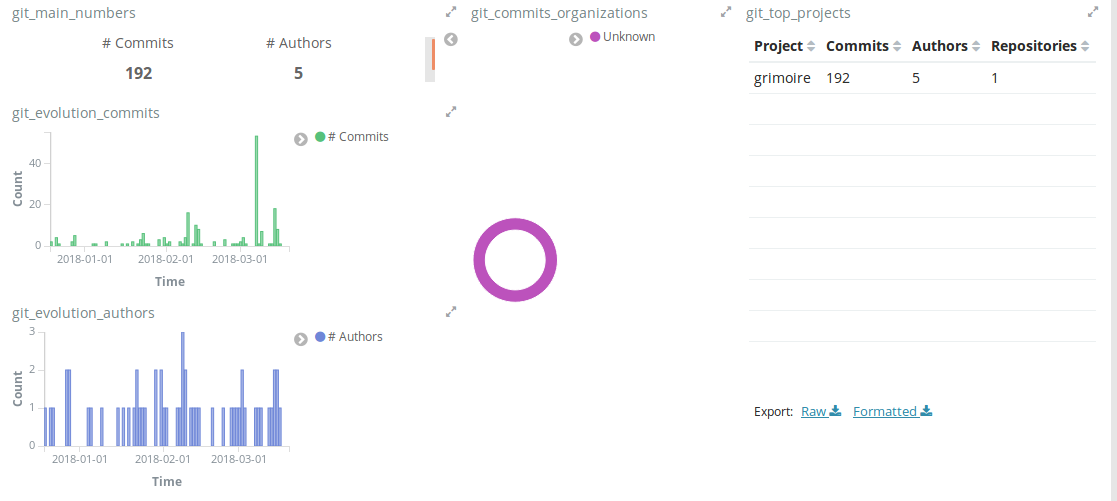 git_main_numbers
# Commits # Authors
192 5
git_evolution_commits
# Commits
Count
40
20
0
2018-01-01 2018-02-01 2018-03-01
Time
git_evolution_authors
# Authors
Count
3
2
1
0
2018-01-01 2018-02-01 2018-03-01
Time
git_commits_organizations
Unknown
git_top_projects
Project Commits Authors Repositories
grimoire 192 5 1
Export: Raw Formatted